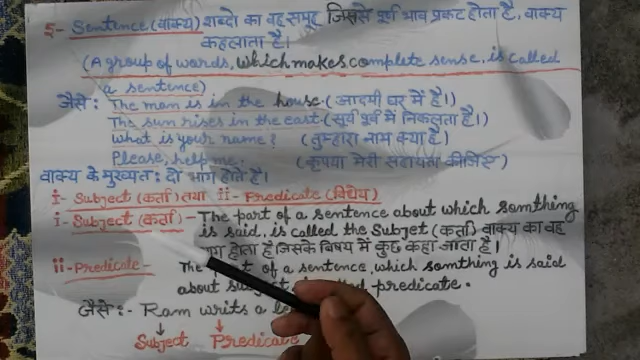 5- Sentence (वाक्य) शब्दो का वह समूह जिससे पूर्ण भाव प्रकट होता है, वाक्य
कहलाता है।
(A group of words, which makes complete sense, is called
a sentence)
जैसे: The man is in the house. (आदमी घर में है।)
The sun rises in the east. (सूर्य पूर्व में निकलता है।)
What is your name? (तुम्हारा नाम क्या है)
Please, help me. (कृपया मेरी सहायता कीजिए)
वाक्य के मुख्यतः दो भाग होते है।
i- Subject (कर्ता) तथा ii- Predicate (विधेय)
i- Subject (कर्ता) - The part of a sentence about which somthing
is said, is called the Subjet (कर्ता) वाक्य का वह
होता है जिसके विषय में कुछ कहा जाता है।
ii- Predicate- The of a sentence, which somthing is said
about predicate.
जैसे:- Ram writs a
Subject Predicate